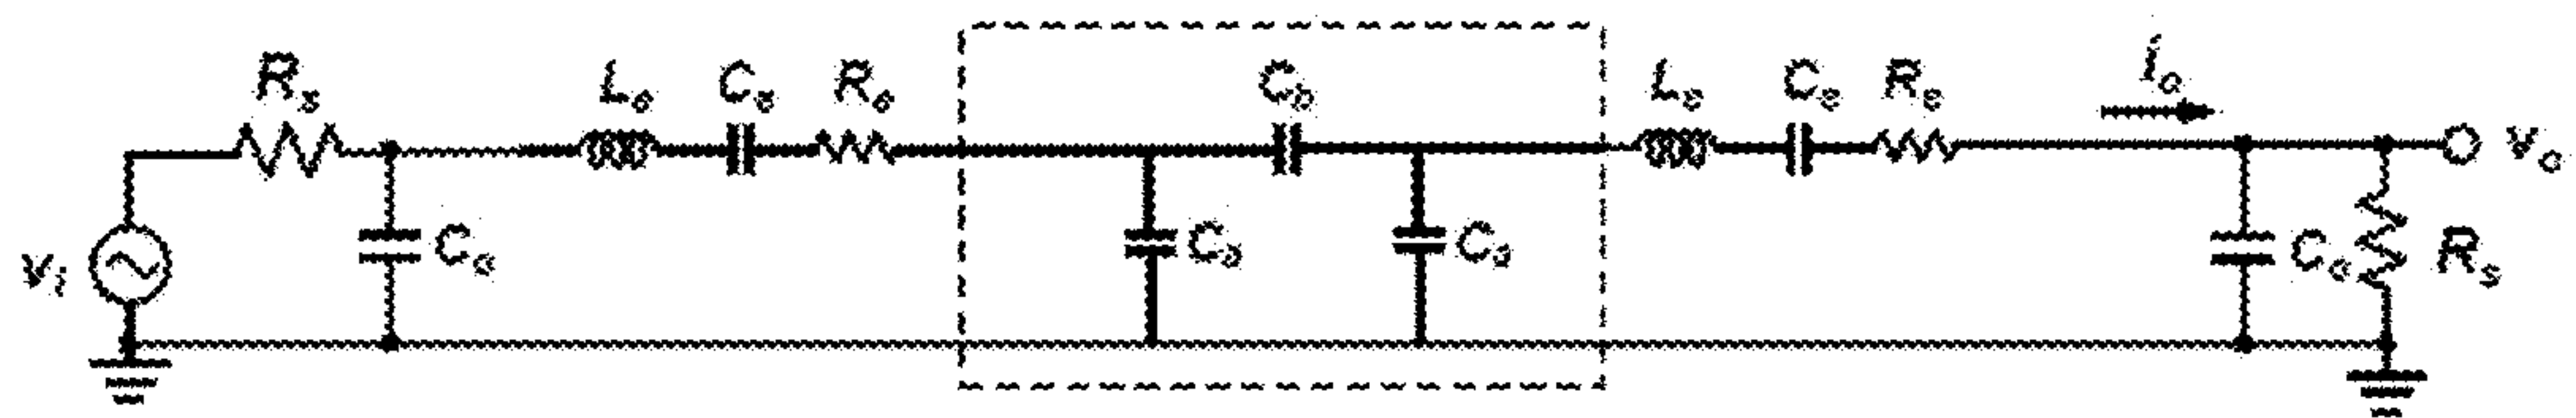 Rs Le Ce Re Cb Le Ce Re io
vo
vi Co Ca Ca Co Rs